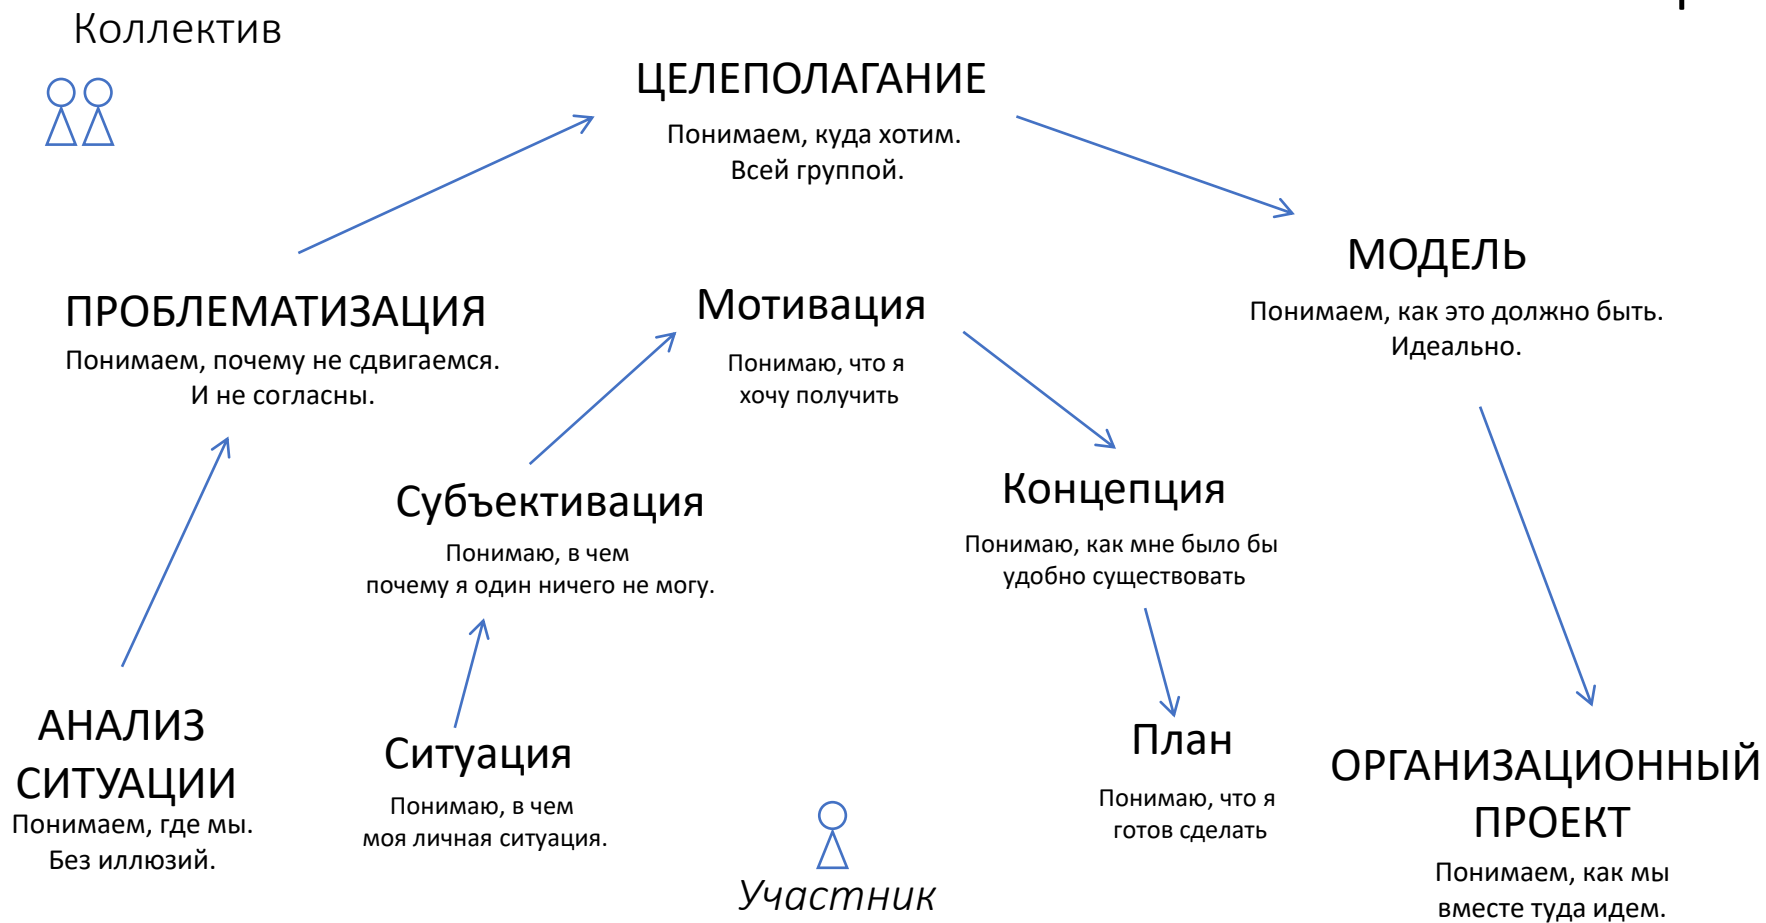 Коллектив
ЦЕЛЕПОЛАГАНИЕ
Понимаем, куда хотим.
Всей группой.
ПРОБЛЕМАТИЗАЦИЯ
Понимаем, почему не сдвигаемся.
И не согласны.
Мотивация
Понимаю, что я
хочу получить
МОДЕЛЬ
Понимаем, как это должно быть.
Идеально.
Субъективация
Понимаю, в чем
почему я один ничего не могу.
Концепция
Понимаю, как мне было бы
удобно существовать
АНАЛИЗ
СИТУАЦИИ
Понимаем, где мы.
Без иллюзий.
Ситуация
Понимаю, в чем
моя личная ситуация.
Участник
План
Понимаю, что я
готов сделать
ОРГАНИЗАЦИОННЫЙ
ПРОЕКТ
Понимаем, как мы
вместе туда идем.